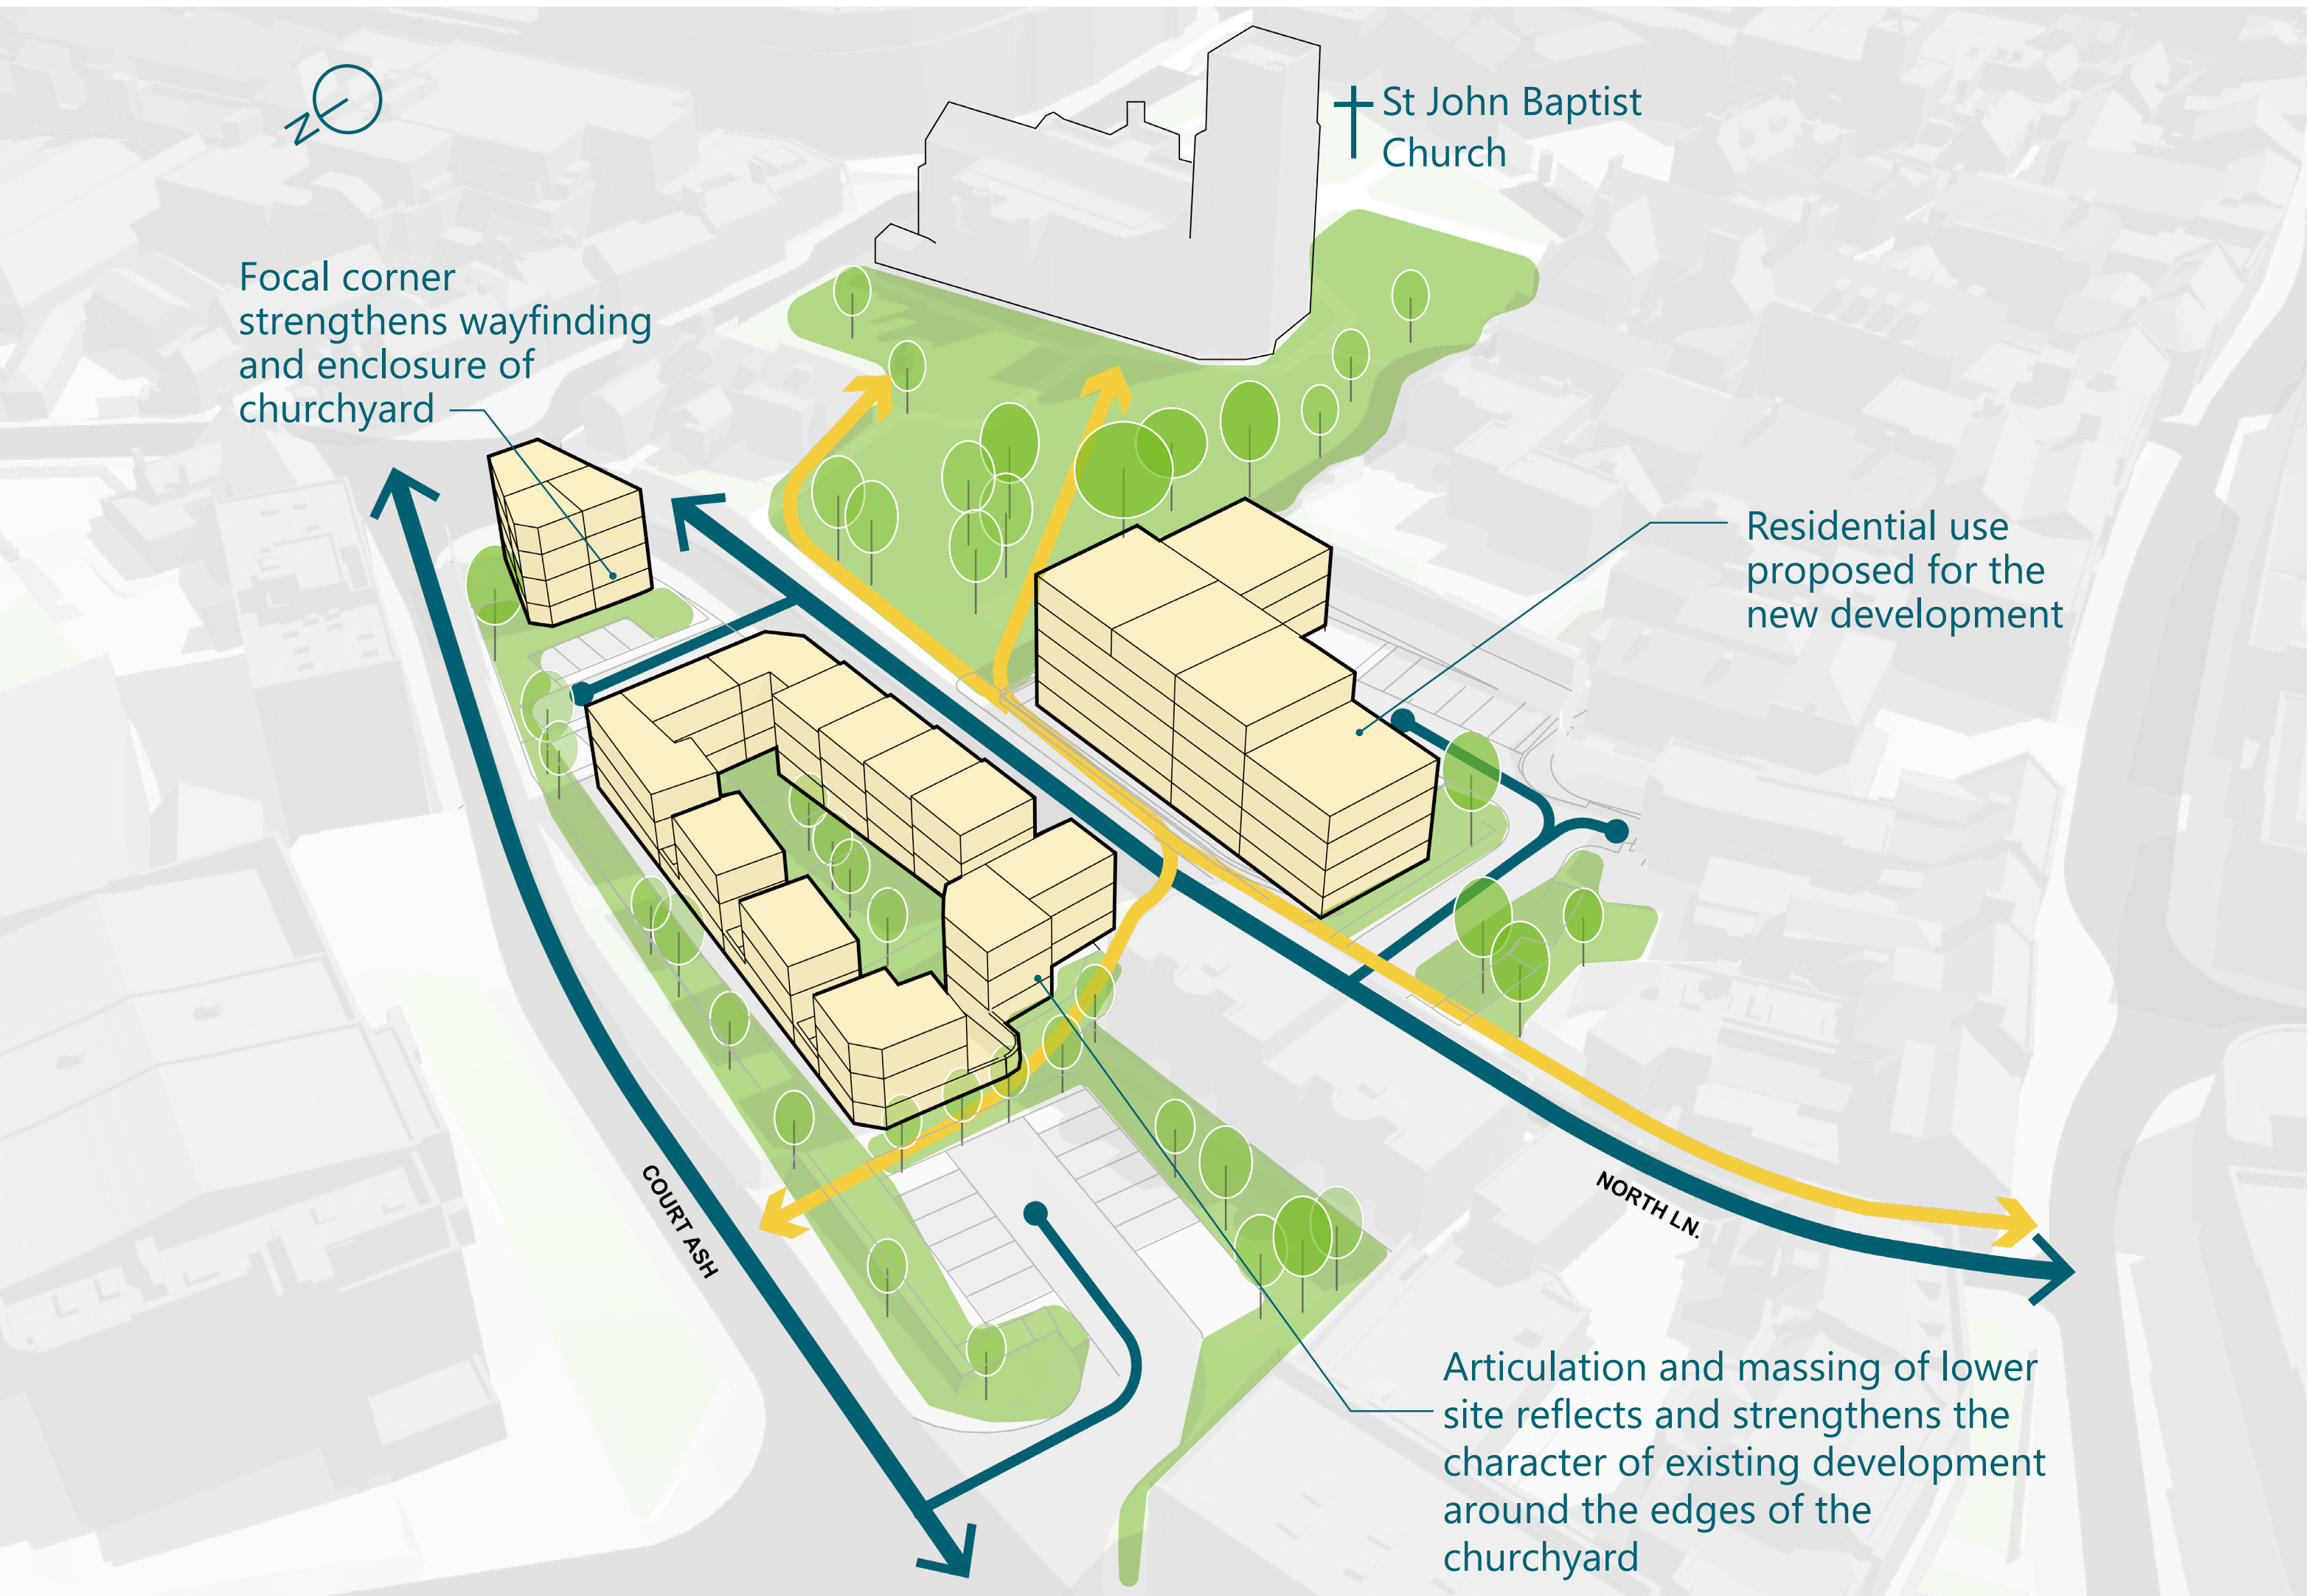 N
St John Baptist
Church
Focal corner
strengthens wayfinding
and enclosure of
churchyard
Residential use
proposed for the
new development
COURT ASH
NORTH LN.
Articulation and massing of lower
site reflects and strengthens the
character of existing development
around the edges of the
churchyard